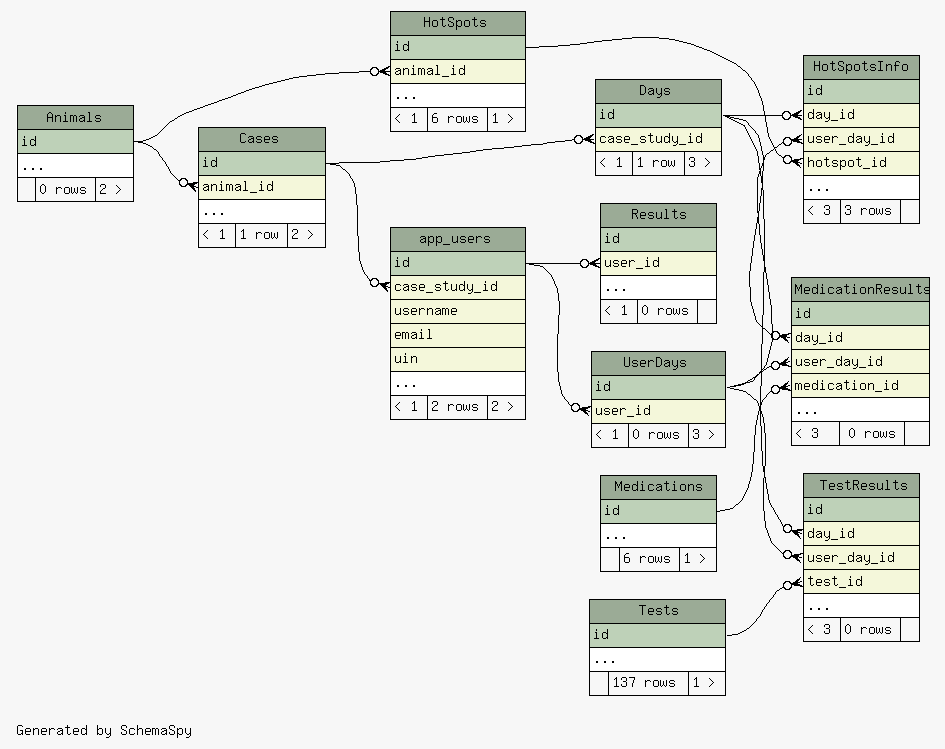 HotSpots
id
animal_id
...
< 1 6 rows 1 >
HotSpotsInfo
id
day_id
user_day_id
hotspot_id
...
< 3 3 rows
Days
id
case_study_id
< 1 1 row 3 >
Animals
id
...
0 rows 2 >
Cases
id
animal_id
...
< 1 1 row 2 >
Results
id
user_id
...
< 1 0 rows
app_users
id
case_study_id
username
email
uin
...
< 1 2 rows 2 >
MedicationResults
id
day_id
user_day_id
medication_id
...
< 3 0 rows
UserDays
id
user_id
< 1 0 rows 3 >
Medications
id
...
6 rows 1 >
TestResults
id
day_id
user_day_id
test_id
...
< 3 0 rows
Tests
id
...
137 rows 1 >
Generated by SchemaSpy